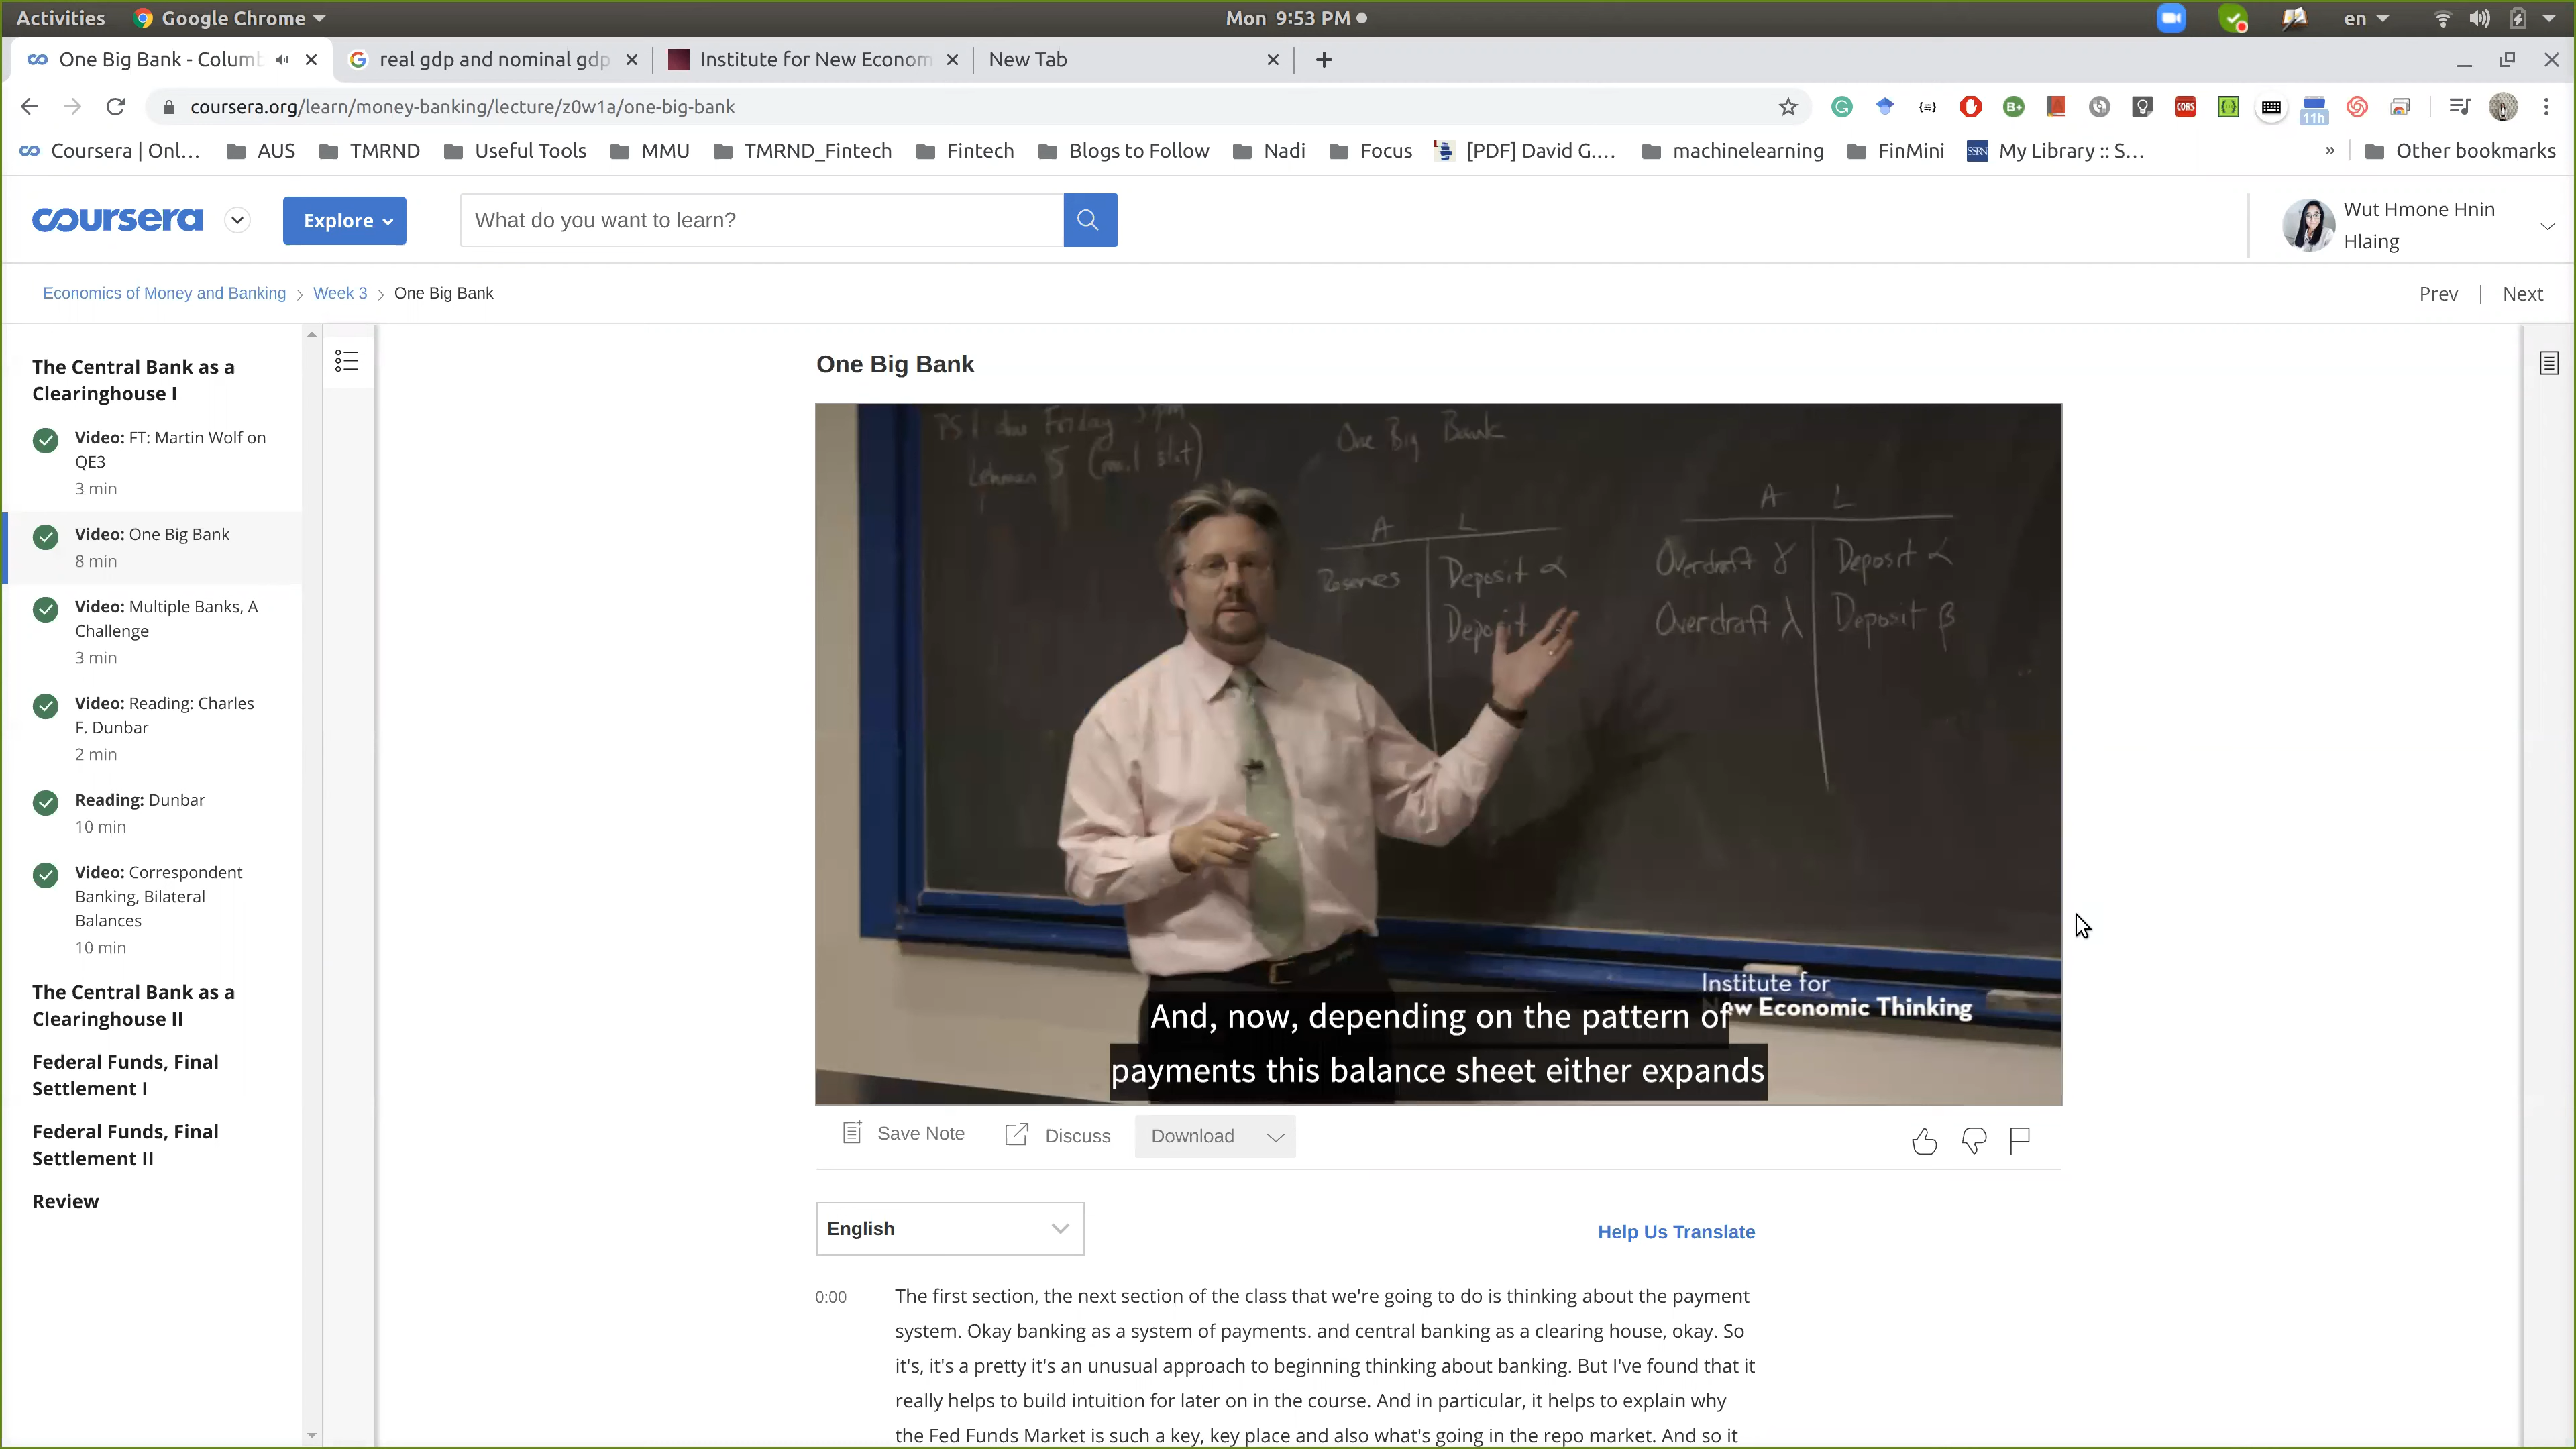 Activities
Google Chrome
Mon 9:53 PM
en
One Big Bank - Columb
real gdp and nominal gdp
Institute for New Econom
New Tab
coursera.org/learn/money-banking/lecture/z0w1a/one-big-bank
11h
Coursera | Onl...
AUS
TMRND
Useful Tools
MMU
TMRND_Fintech
Fintech
Blogs to Follow
Nadi
Focus
[PDF] David G....
machinelearning
FinMini
SSRN
My Library :: S...
»
Other bookmarks
coursera
Explore
What do you want to learn?
Wut Hmone Hnin
Hlaing
Economics of Money and Banking > Week 3 > One Big Bank
Prev | Next
The Central Bank as a
Clearinghouse I
Video: FT: Martin Wolf on
QE3
3 min
Video: One Big Bank
8 min
Video: Multiple Banks, A
Challenge
3 min
Video: Reading: Charles
F. Dunbar
2 min
Reading: Dunbar
10 min
Video: Correspondent
Banking, Bilateral
Balances
10 min
The Central Bank as a
Clearinghouse II
Federal Funds, Final
Settlement I
Federal Funds, Final
Settlement II
Review
One Big Bank
PS 1 due Friday 5 pm
Lehman 5 (mail slot)
One Big Bank
A L
Reserves Deposit α
Deposit
A L
Overdraft γ Deposit α
Overdraft λ Deposit β
Institute for
New Economic Thinking
And, now, depending on the pattern of
payments this balance sheet either expands
Save Note
Discuss
Download
English
Help Us Translate
0:00
The first section, the next section of the class that we're going to do is thinking about the payment
system. Okay banking as a system of payments. and central banking as a clearing house, okay. So
it's, it's a pretty it's an unusual approach to beginning thinking about banking. But I've found that it
really helps to build intuition for later on in the course. And in particular, it helps to explain why
the Fed Funds Market is such a key, key place and also what's going in the repo market. And so it